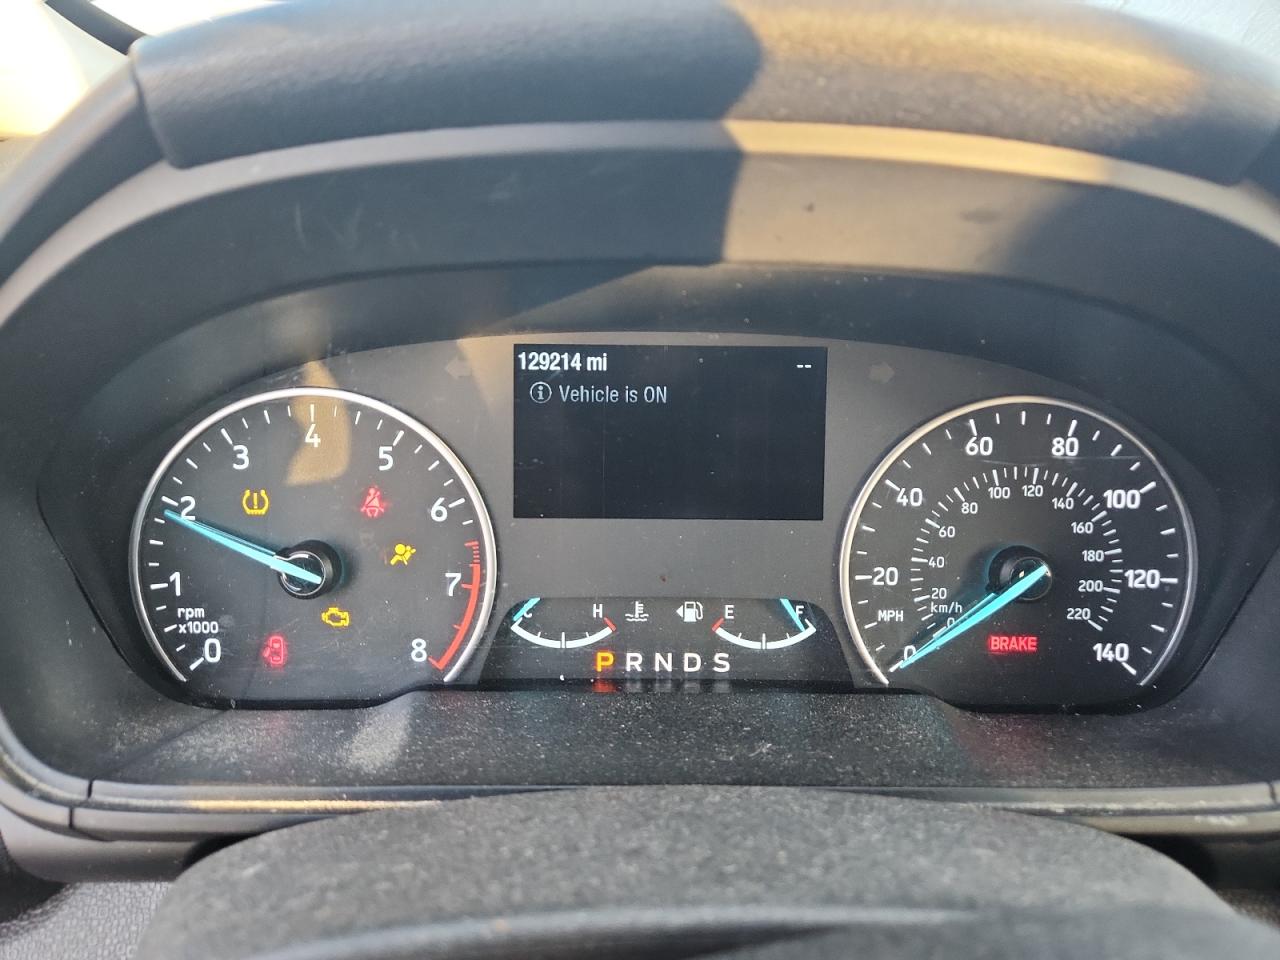 129214 mi --
Vehicle is ON
0 1 2 3 4 5 6 7 8
rpm
x1000
C H
E F
P R N D S
0 20 40 60 80 100 120 140
MPH
0 20 40 60 80 100 120 140 160 180 200 220
km/h
BRAKE